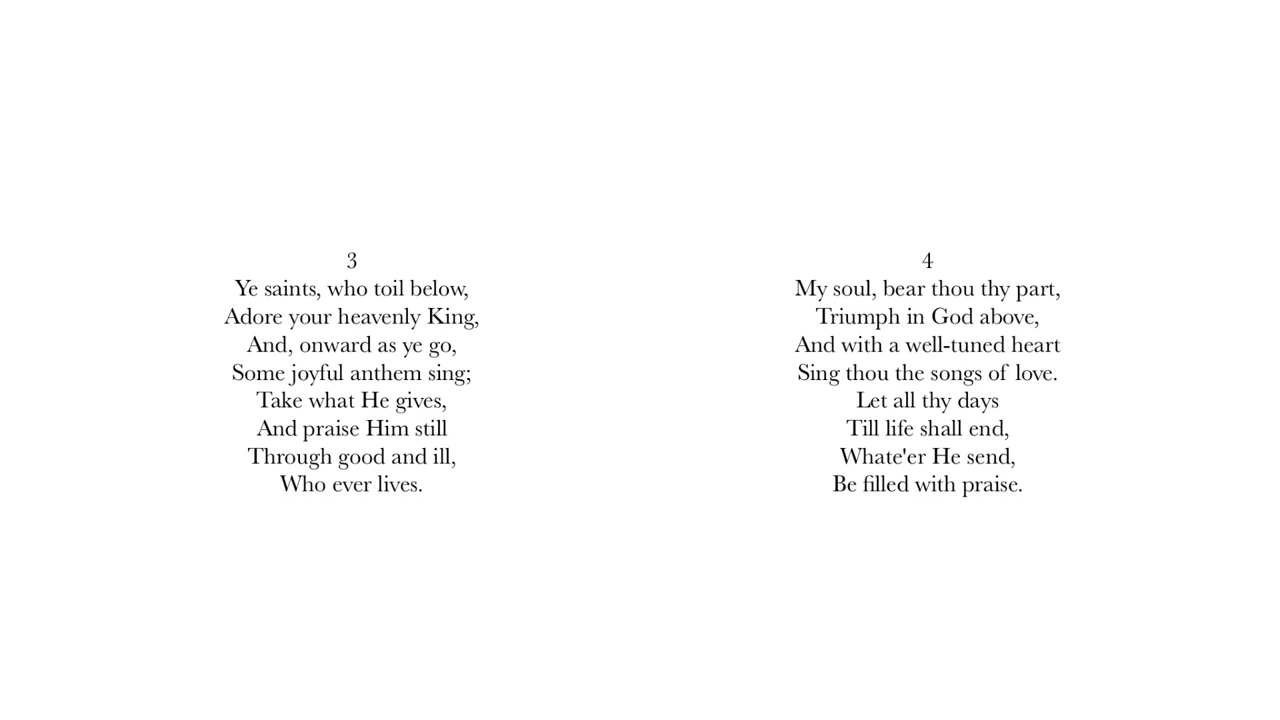 3
Ye saints, who toil below,
Adore your heavenly King,
And, onward as ye go,
Some joyful anthem sing;
Take what He gives,
And praise Him still
Through good and ill,
Who ever lives.
4
My soul, bear thou thy part,
Triumph in God above,
And with a well-tuned heart
Sing thou the songs of love.
Let all thy days
Till life shall end,
Whate'er He send,
Be filled with praise.